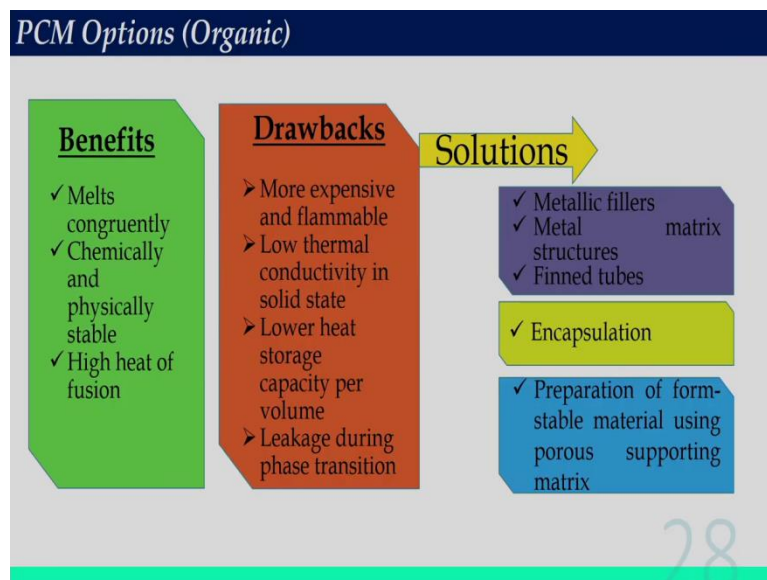 PCM Options (Organic)
Benefits
✓ Melts
congruently
✓ Chemically
and
physically
stable
✓ High heat of
fusion
Drawbacks
➢ More expensive
and flammable
➢ Low thermal
conductivity in
solid state
➢ Lower heat
storage
capacity per
volume
➢ Leakage during
phase transition
Solutions
✓ Metallic fillers
✓ Metal matrix
structures
✓ Finned tubes
✓ Encapsulation
✓ Preparation of form-
stable material using
porous supporting
matrix
28